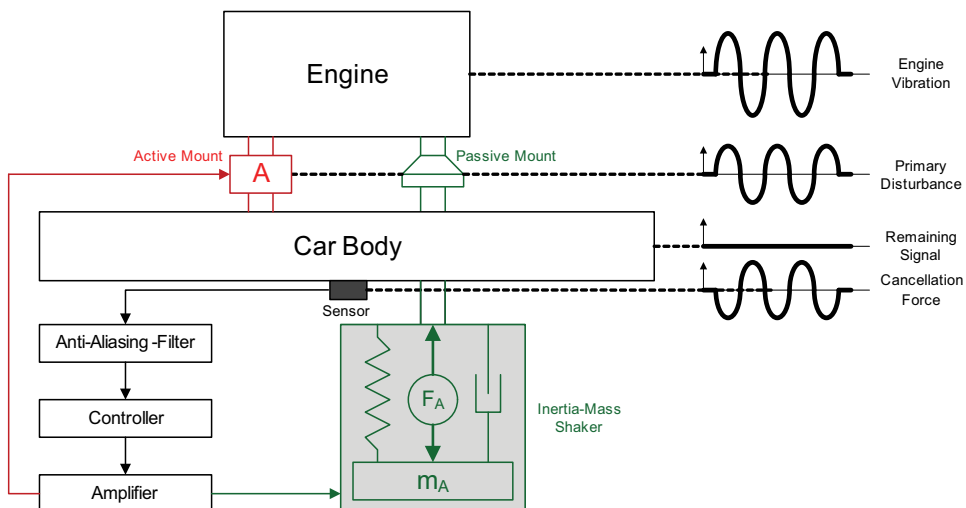 Engine
Engine
Vibration
Active Mount
A
Passive Mount
Primary
Disturbance
Car Body
Remaining
Signal
Cancellation
Force
Sensor
Anti-Aliasing -Filter
Controller
Amplifier
FA
mA
Inertia-Mass
Shaker